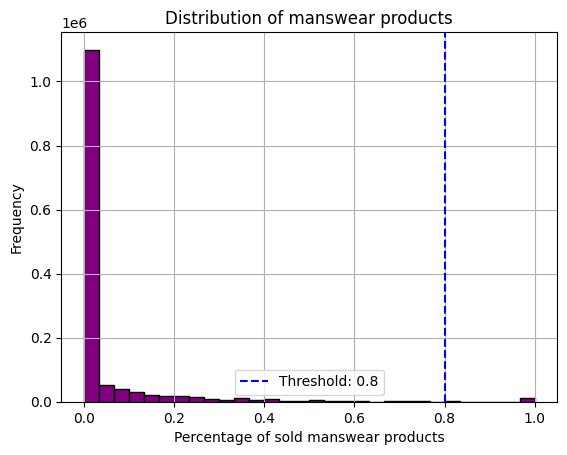 Distribution of manswear products
1e6
Frequency
1.0
0.8
0.6
0.4
0.2
0.0
Threshold: 0.8
0.0 0.2 0.4 0.6 0.8 1.0
Percentage of sold manswear products